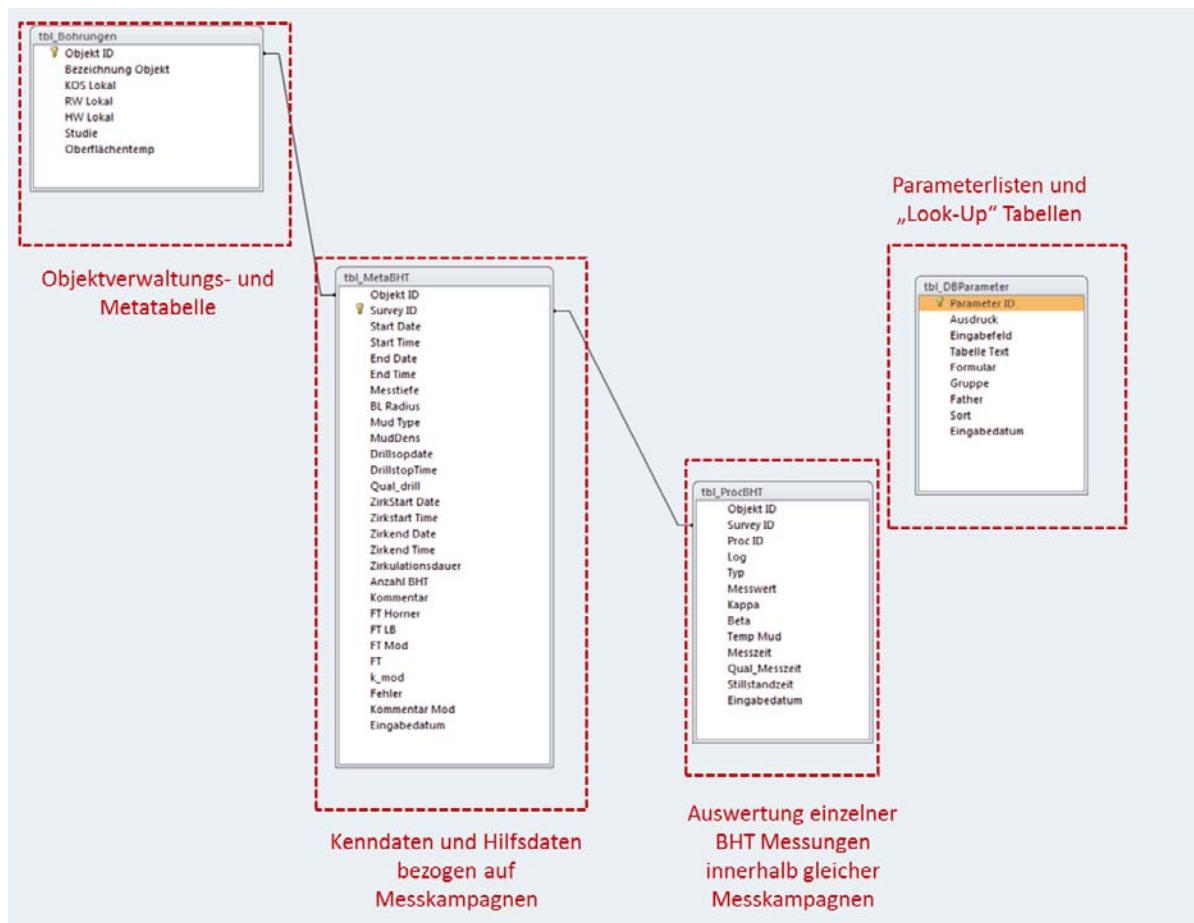 tbl_Bohrungen
Objekt ID
Bezeichnung Objekt
KOS Lokal
RW Lokal
HW Lokal
Studie
Oberflächentemp
Objektverwaltungs- und
Metatabelle
tbl_MetaBHT
Objekt ID
Survey ID
Start Date
Start Time
End Date
End Time
Messtiefe
BL Radius
Mud Type
MudDens
Drillsopdate
DrillstopTime
Qual_drill
ZirkStart Date
Zirkstart Time
Zirkend Date
Zirkend Time
Zirkulationsdauer
Anzahl BHT
Kommentar
FT Horner
FT LB
FT Mod
FT
k_mod
Fehler
Kommentar Mod
Eingabedatum
Kenndaten und Hilfsdaten
bezogen auf
Messkampagnen
tbl_ProcBHT
Objekt ID
Survey ID
Proc ID
Log
Typ
Messwert
Kappa
Beta
Temp Mud
Messzeit
Qual_Messzeit
Stillstandzeit
Eingabedatum
Auswertung einzelner
BHT Messungen
innerhalb gleicher
Messkampagnen
Parameterlisten und
„Look-Up“ Tabellen
tbl_DBParameter
Parameter ID
Ausdruck
Eingabefeld
Tabelle Text
Formular
Gruppe
Father
Sort
Eingabedatum